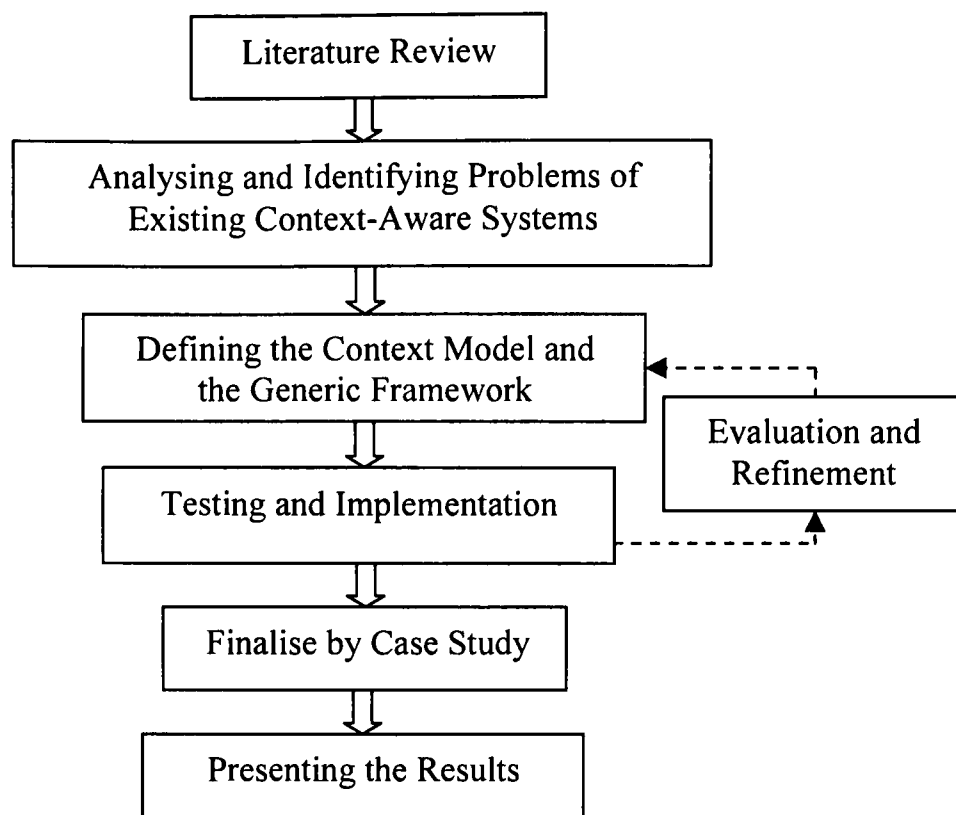 Literature Review
Analysing and Identifying Problems of
Existing Context-Aware Systems
Defining the Context Model and
the Generic Framework
Evaluation and
Refinement
Testing and Implementation
Finalise by Case Study
Presenting the Results